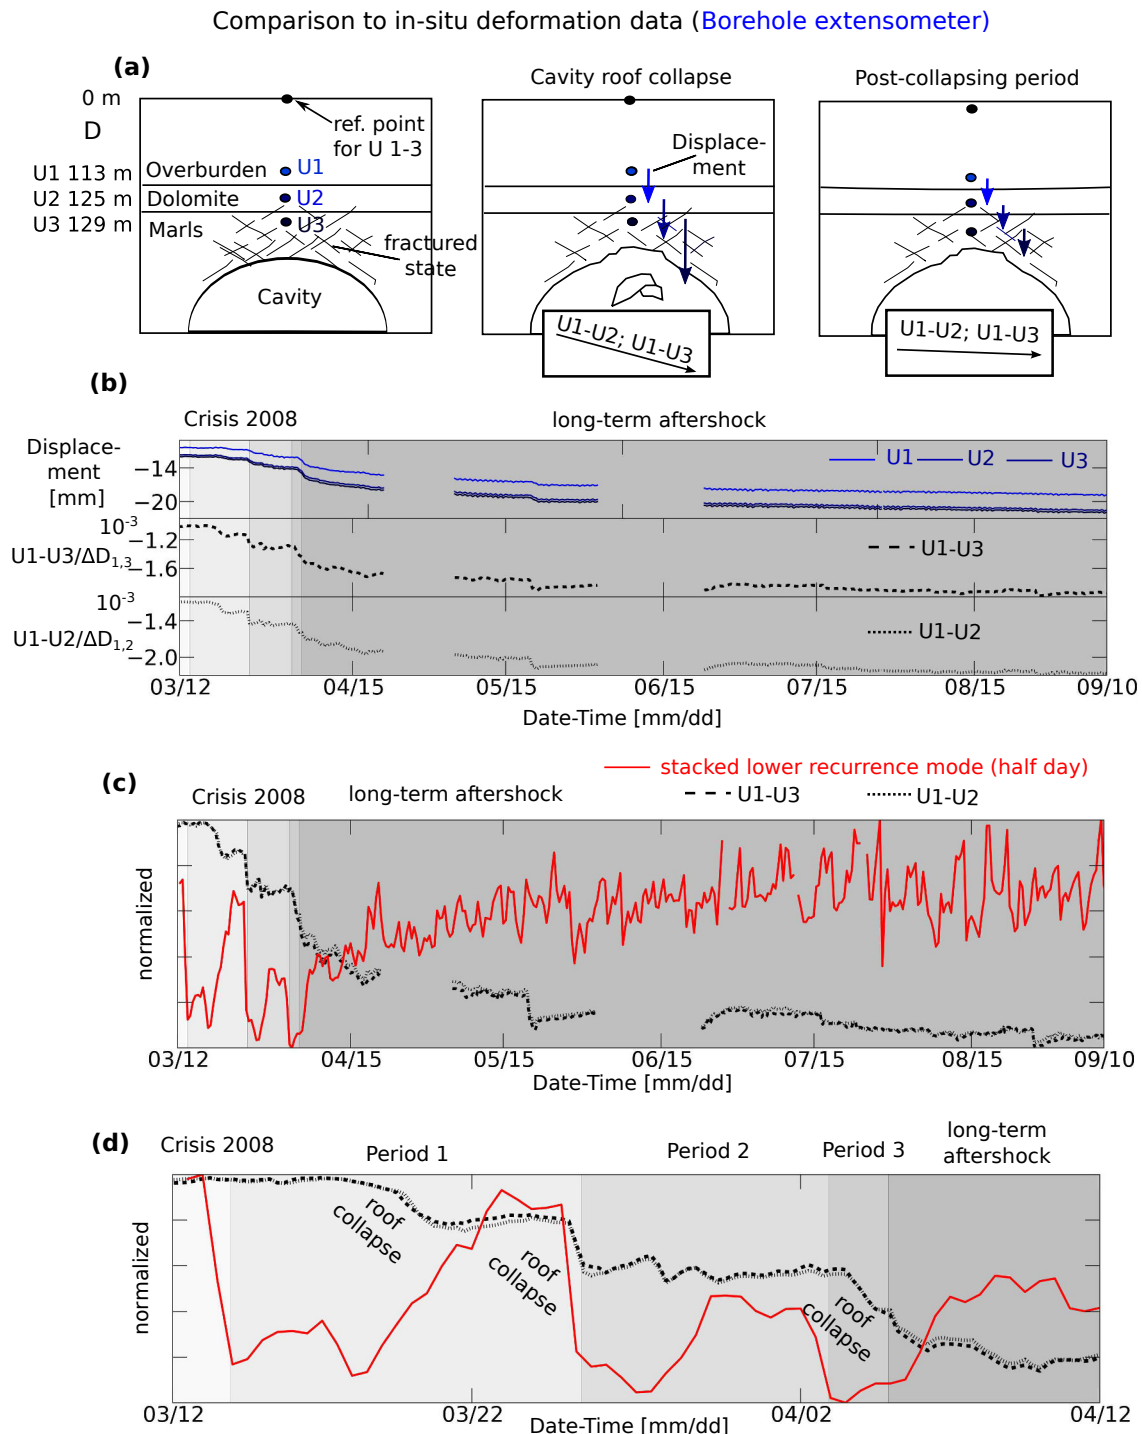 Comparison to in-situ deformation data (Borehole extensometer)
(a)
Cavity roof collapse
Post-collapsing period
0 m
D
ref. point
for U 1-3
Displace-
ment
U1 113 m
Overburden
U1
U2 125 m
Dolomite
U2
U3 129 m
Marls
U3
fractured
state
Cavity
U1-U2; U1-U3
U1-U2; U1-U3
(b)
Crisis 2008
long-term aftershock
Displace-
ment
[mm]
−14
−20
U1
U2
U3
10-3
U1-U3/ΔD1,3
−1.2
−1.6
U1-U3
10-3
U1-U2/ΔD1,2
−1.4
−2.0
U1-U2
03/12
04/15
05/15
06/15
07/15
08/15
09/10
Date-Time [mm/dd]
(c)
stacked lower recurrence mode (half day)
Crisis 2008
long-term aftershock
U1-U3
U1-U2
normalized
03/12
04/15
05/15
06/15
07/15
08/15
09/10
Date-Time [mm/dd]
(d)
Crisis 2008
Period 1
Period 2
Period 3
long-term
aftershock
roof
collapse
roof
collapse
roof
collapse
normalized
03/12
03/22
04/02
04/12
Date-Time [mm/dd]